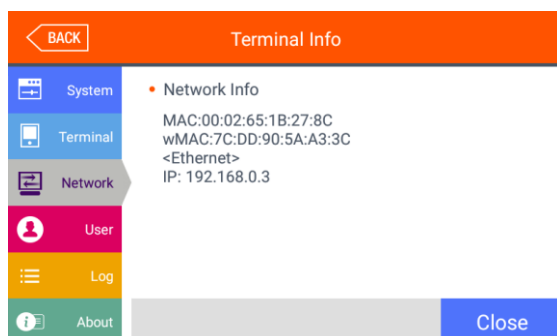 BACK
Terminal Info
System
Terminal
Network
User
Log
About
• Network Info
MAC:00:02:65:1B:27:8C
wMAC:7C:DD:90:5A:A3:3C
<Ethernet>
IP: 192.168.0.3
Close